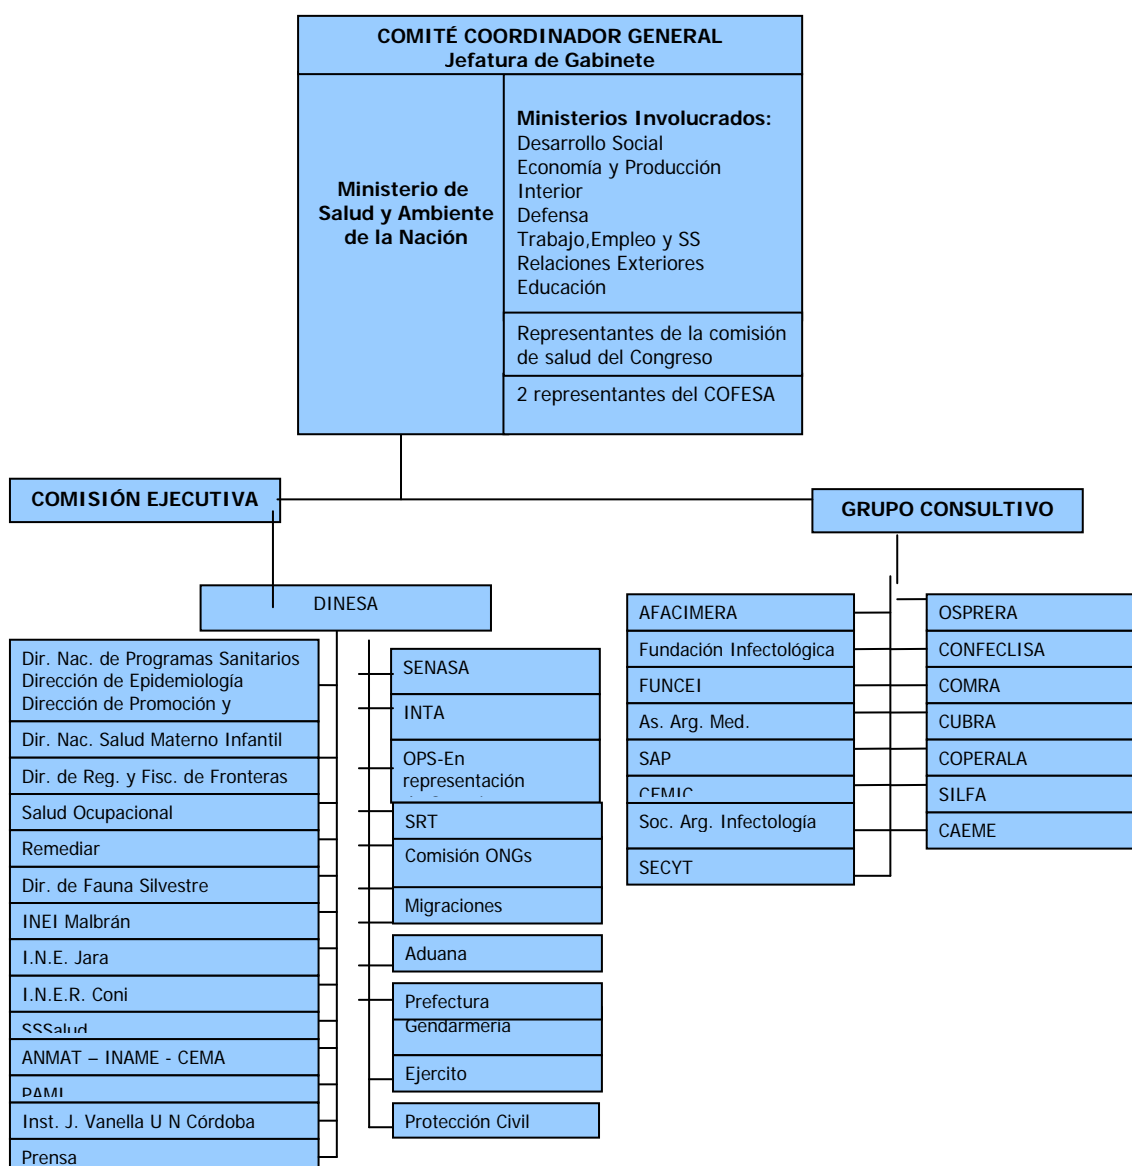 COMITÉ COORDINADOR GENERAL
Jefatura de Gabinete
Ministerio de
Salud y Ambiente
de la Nación
Ministerios Involucrados:
Desarrollo Social
Economía y Producción
Interior
Defensa
Trabajo,Empleo y SS
Relaciones Exteriores
Educación
Representantes de la comisión
de salud del Congreso
2 representantes del COFESA
COMISIÓN EJECUTIVA
GRUPO CONSULTIVO
DINESA
Dir. Nac. de Programas Sanitarios
Dirección de Epidemiología
Dirección de Promoción y
Dir. Nac. Salud Materno Infantil
Dir. de Reg. y Fisc. de Fronteras
Salud Ocupacional
Remediar
Dir. de Fauna Silvestre
INEI Malbrán
I.N.E. Jara
I.N.E.R. Coni
SSSalud
ANMAT – INAME - CEMA
PAMI
Inst. J. Vanella U N Córdoba
Prensa
SENASA
INTA
OPS-En
representación
SRT
Comisión ONGs
Migraciones
Aduana
Prefectura
Gendarmería
Ejercito
Protección Civil
AFACIMERA
Fundación Infectológica
FUNCEI
As. Arg. Med.
SAP
CEMIC
Soc. Arg. Infectología
SECYT
OSPRERA
CONFECLISA
COMRA
CUBRA
COPERALA
SILFA
CAEME